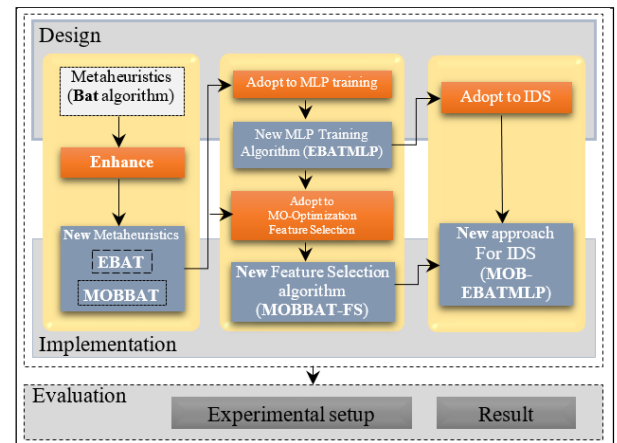 Design
Metaheuristics
(Bat algorithm)
Enhance
New Metaheuristics
EBAT
MOBBAT
Adopt to MLP training
New MLP Training
Algorithm (EBATMLP)
Adopt to
MO-Optimization
Feature Selection
New Feature Selection
algorithm
(MOBBAT-FS)
Adopt to IDS
New approach
For IDS
(MOB-
EBATMLP)
Implementation
Evaluation
Experimental setup
Result